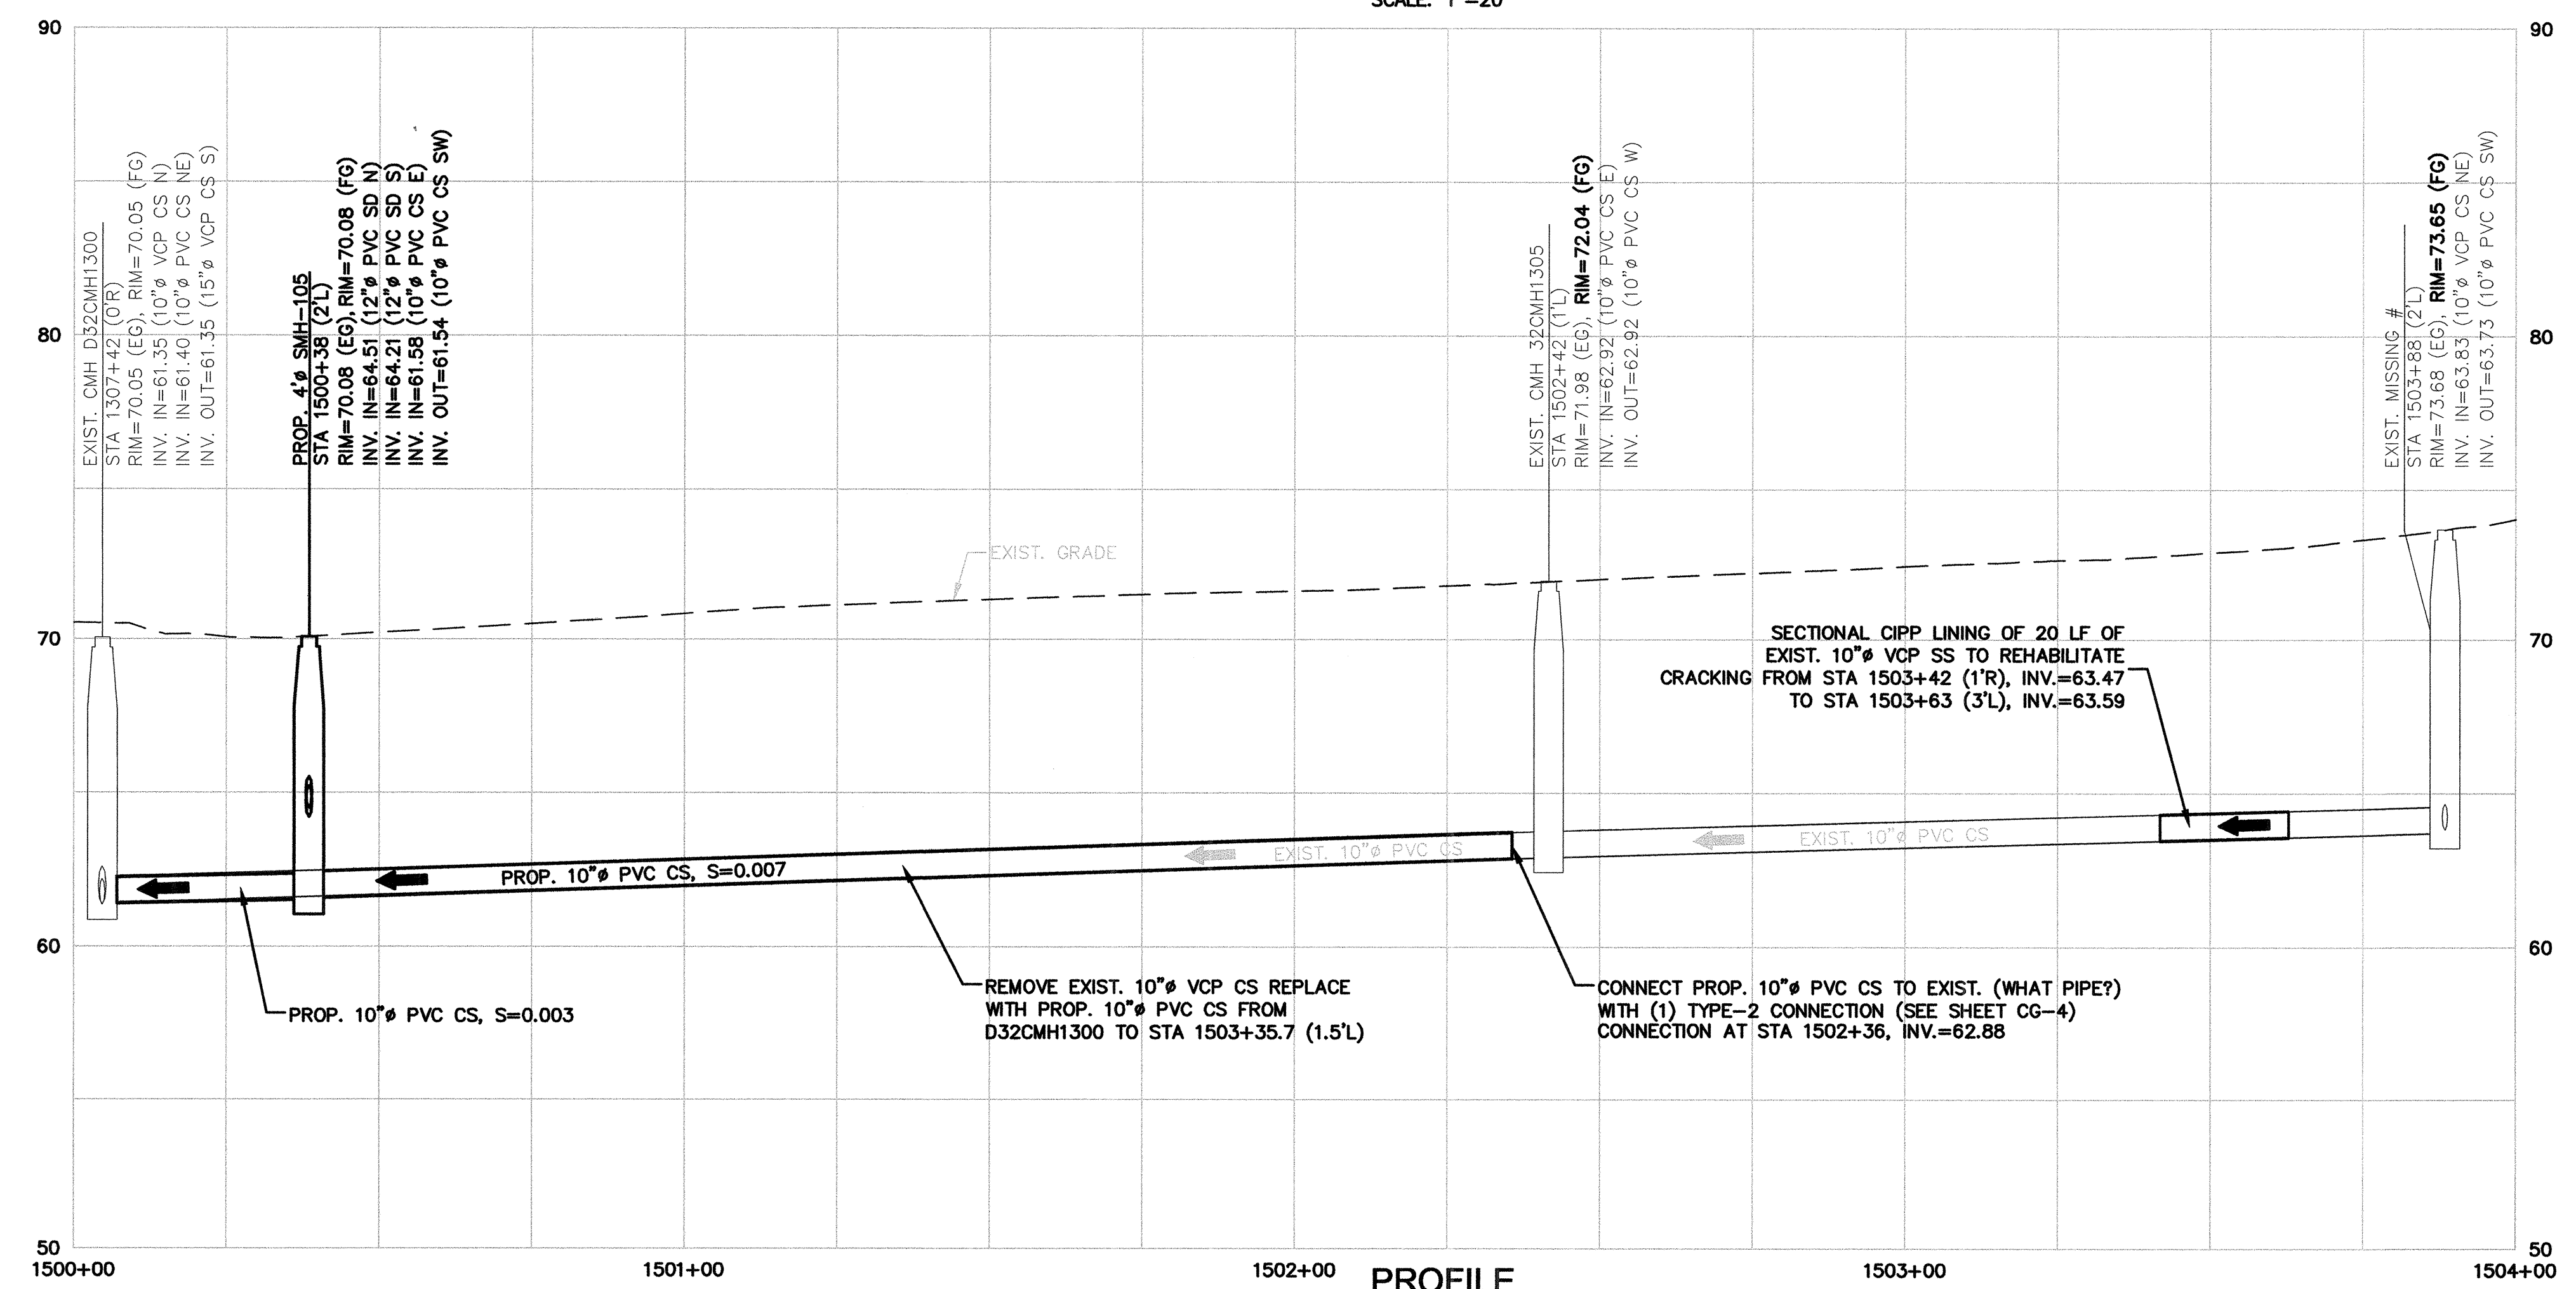 SCALE: 1"=20'
90
90
80
80
70
70
60
60
50
50
EXIST. CMH D32CMH1300
STA 1307+42 (0'R)
RIM=70.05 (EG), RIM=70.05 (FG)
INV. IN=61.35 (10"ø VCP CS N)
INV. IN=61.40 (10"ø PVC CS NE)
INV. OUT=61.35 (15"ø VCP CS S)
PROP. 4'ø SMH-105
STA 1500+38 (2'L)
RIM=70.08 (EG), RIM=70.08 (FG)
INV. IN=64.51 (12"ø PVC SD N)
INV. IN=64.21 (12"ø PVC SD S)
INV. IN=61.58 (10"ø PVC CS E)
INV. OUT=61.54 (10"ø PVC CS SW)
EXIST. CMH 32CMH1305
STA 1502+42 (1'L)
RIM=71.98 (EG), RIM=72.04 (FG)
INV. IN=62.92 (10"ø PVC CS E)
INV. OUT=62.92 (10"ø PVC CS W)
EXIST. MISSING #
STA 1503+88 (2'L)
RIM=73.68 (EG), RIM=73.65 (FG)
INV. IN=63.83 (10"ø VCP CS NE)
INV. OUT=63.73 (10"ø PVC CS SW)
EXIST. GRADE
SECTIONAL CIPP LINING OF 20 LF OF
EXIST. 10"ø VCP SS TO REHABILITATE
CRACKING FROM STA 1503+42 (1'R), INV.=63.47
TO STA 1503+63 (3'L), INV.=63.59
EXIST. 10"ø PVC CS
EXIST. 10"ø PVC CS
PROP. 10"ø PVC CS, S=0.007
PROP. 10"ø PVC CS, S=0.003
REMOVE EXIST. 10"ø VCP CS REPLACE
WITH PROP. 10"ø PVC CS FROM
D32CMH1300 TO STA 1503+35.7 (1.5'L)
CONNECT PROP. 10"ø PVC CS TO EXIST. (WHAT PIPE?)
WITH (1) TYPE-2 CONNECTION (SEE SHEET CG-4)
CONNECTION AT STA 1502+36, INV.=62.88
1500+00
1501+00
1502+00
1503+00
1504+00
PROFILE